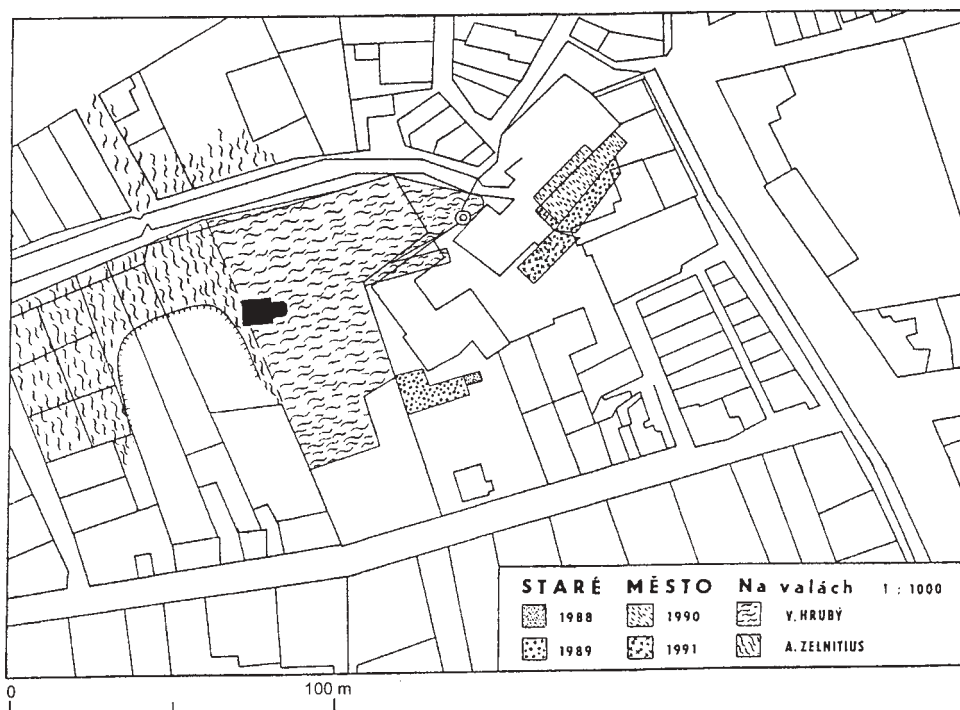 STARÉ MĚSTO Na valách 1 : 1000
1988 1990 V. HRUBÝ
1989 1991 A. ZELNITIUS
0 100 m